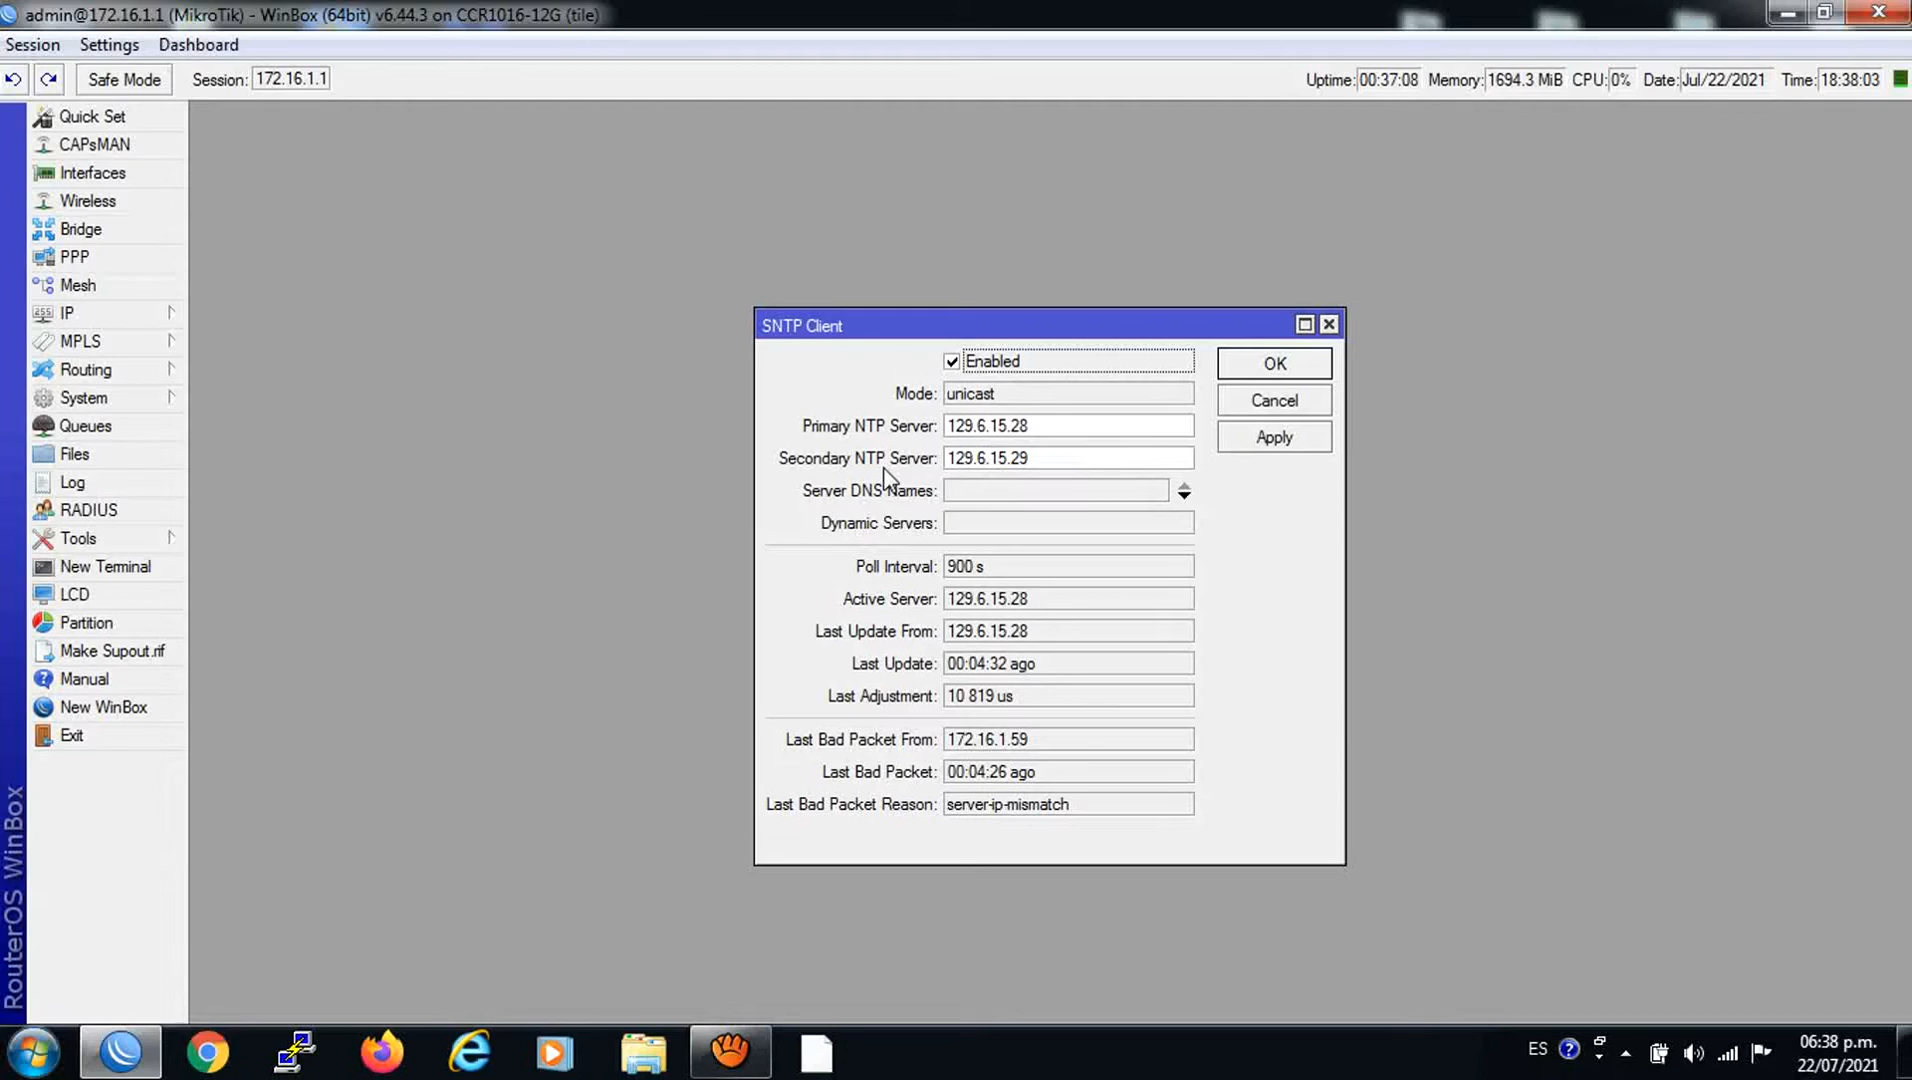 admin@172.16.1.1 (MikroTik) - WinBox (64bit) v6.44.3 on CCR1016-12G (tile)
Session Settings Dashboard
Safe Mode Session: 172.16.1.1 Uptime: 00:37:08 Memory: 1694.3 MiB CPU: 0% Date: Jul/22/2021 Time: 18:38:03
Quick Set
CAPsMAN
Interfaces
Wireless
Bridge
PPP
Mesh
IP
MPLS
Routing
System
Queues
Files
Log
RADIUS
Tools
New Terminal
LCD
Partition
Make Supout.rif
Manual
New WinBox
Exit
RouterOS WinBox
SNTP Client
Enabled
OK
Mode: unicast
Cancel
Primary NTP Server: 129.6.15.28
Apply
Secondary NTP Server: 129.6.15.29
Server DNS Names:
Dynamic Servers:
Poll Interval: 900 s
Active Server: 129.6.15.28
Last Update From: 129.6.15.28
Last Update: 00:04:32 ago
Last Adjustment: 10 819 us
Last Bad Packet From: 172.16.1.59
Last Bad Packet: 00:04:26 ago
Last Bad Packet Reason: server-ip-mismatch
ES
06:38 p.m.
22/07/2021